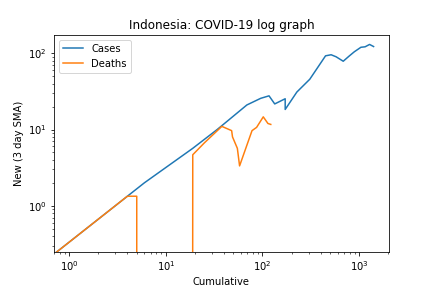 Indonesia: COVID-19 log graph
Cases
Deaths
10²
10¹
10⁰
New (3 day SMA)
10⁰ 10¹ 10² 10³
Cumulative